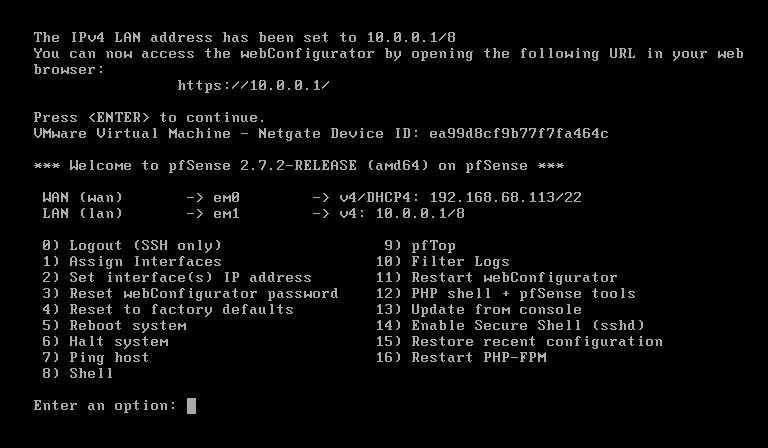 The IPv4 LAN address has been set to 10.0.0.1/8
You can now access the webConfigurator by opening the following URL in your web
browser:
https://10.0.0.1/
Press <ENTER> to continue.
VMware Virtual Machine - Netgate Device ID: ea99d8cf9b77f7fa464c
*** Welcome to pfSense 2.7.2-RELEASE (amd64) on pfSense ***
WAN (wan) -> em0 -> v4/DHCP4: 192.168.68.113/22
LAN (lan) -> em1 -> v4: 10.0.0.1/8
0) Logout (SSH only) 9) pfTop
1) Assign Interfaces 10) Filter Logs
2) Set interface(s) IP address 11) Restart webConfigurator
3) Reset webConfigurator password 12) PHP shell + pfSense tools
4) Reset to factory defaults 13) Update from console
5) Reboot system 14) Enable Secure Shell (sshd)
6) Halt system 15) Restore recent configuration
7) Ping host 16) Restart PHP-FPM
8) Shell
Enter an option: